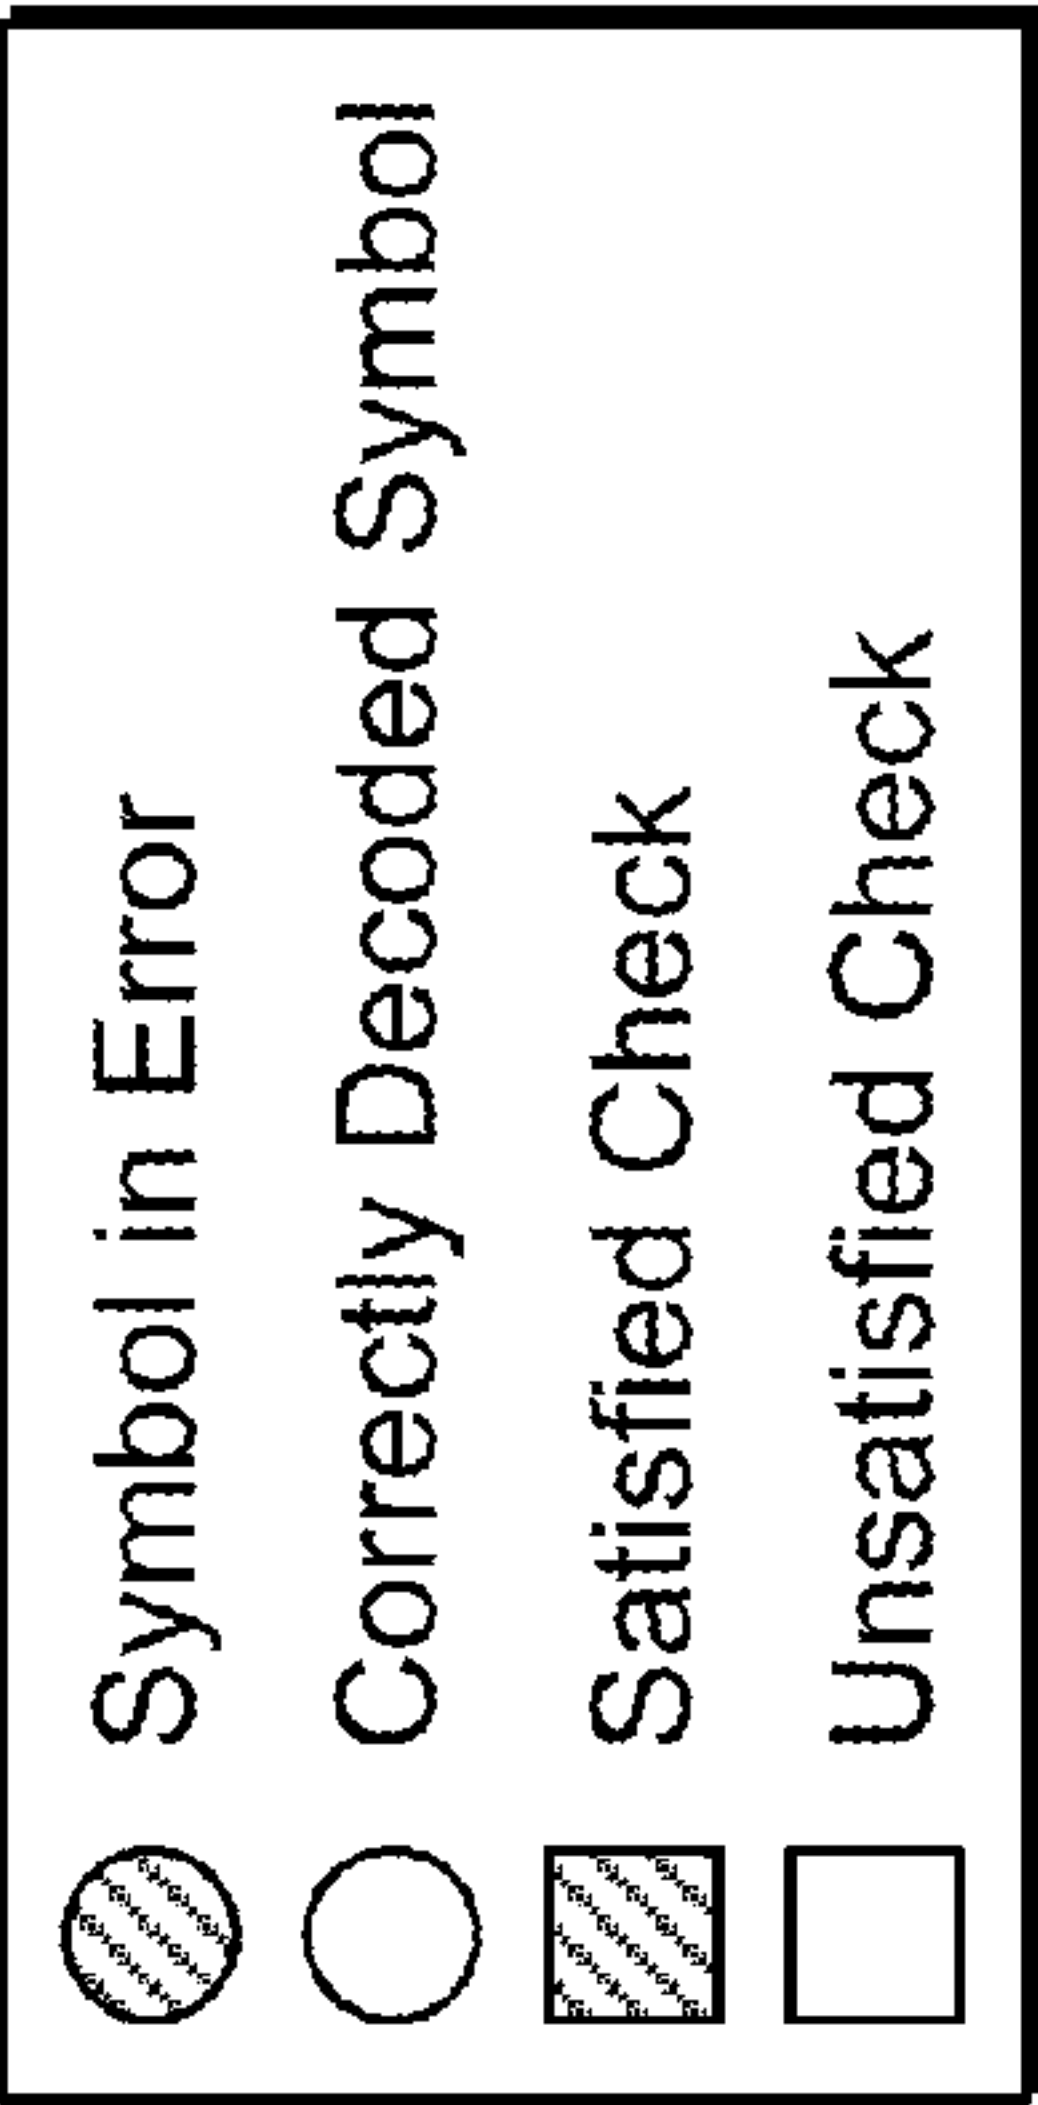 Symbol in Error
Correctly Decoded Symbol
Satisfied Check
Unsatisfied Check